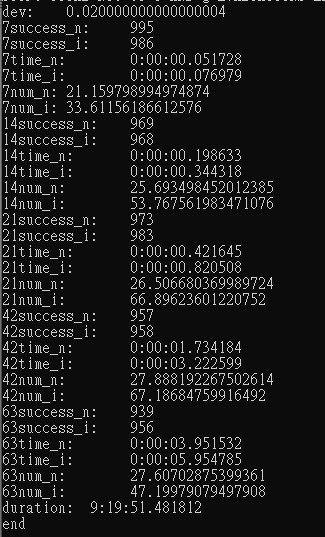 dev:    0.020000000000000004
7success_n:     995
7success_i:     986
7time_n:        0:00:00.051728
7time_i:        0:00:00.076979
7num_n: 21.159798994974874
7num_i: 33.61156186612576
14success_n:    969
14success_i:    968
14time_n:       0:00:00.198633
14time_i:       0:00:00.344318
14num_n:        25.693498452012385
14num_i:        53.767561983471076
21success_n:    973
21success_i:    983
21time_n:       0:00:00.421645
21time_i:       0:00:00.820508
21num_n:        26.506680369989724
21num_i:        66.89623601220752
42success_n:    957
42success_i:    958
42time_n:       0:00:01.734184
42time_i:       0:00:03.222599
42num_n:        27.888192267502614
42num_i:        67.18684759916492
63success_n:    939
63success_i:    956
63time_n:       0:00:03.951532
63time_i:       0:00:05.954785
63num_n:        27.60702875399361
63num_i:        47.19979079497908
duration:  9:19:51.481812
end